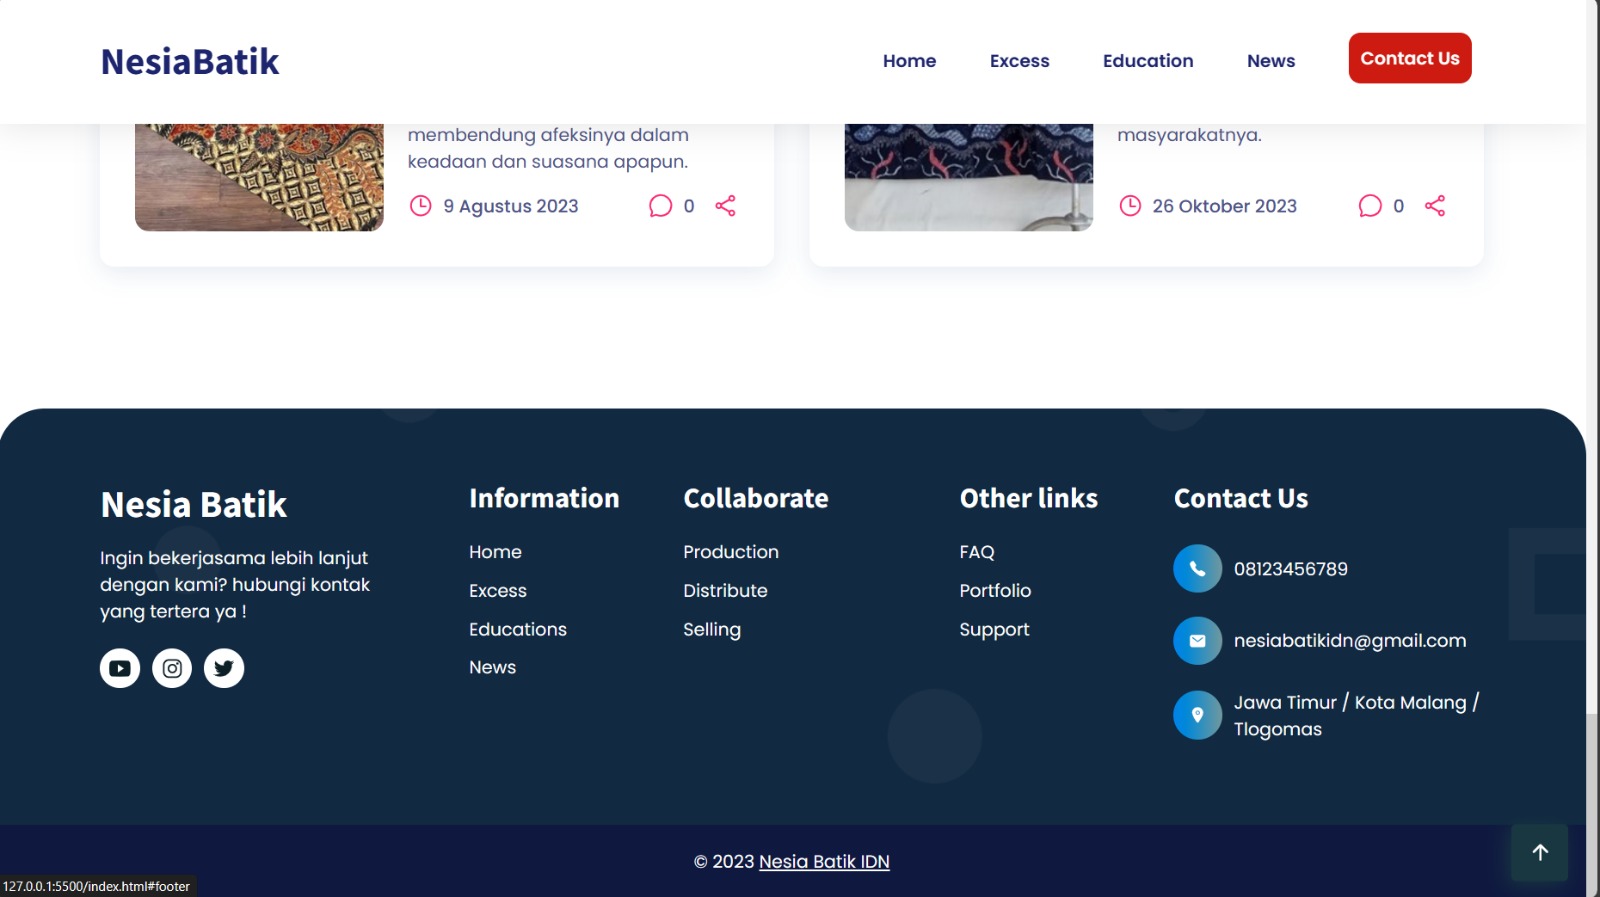 NesiaBatik
Home
Excess
Education
News
Contact Us
membendung afeksinya dalam
keadaan dan suasana apapun.
9 Agustus 2023
0
masyarakatnya.
26 Oktober 2023
0
Nesia Batik
Ingin bekerjasama lebih lanjut
dengan kami? hubungi kontak
yang tertera ya !
Information
Home
Excess
Educations
News
Collaborate
Production
Distribute
Selling
Other links
FAQ
Portfolio
Support
Contact Us
08123456789
nesiabatikidn@gmail.com
Jawa Timur / Kota Malang /
Tlogomas
© 2023 Nesia Batik IDN
127.0.0.1:5500/index.html#footer